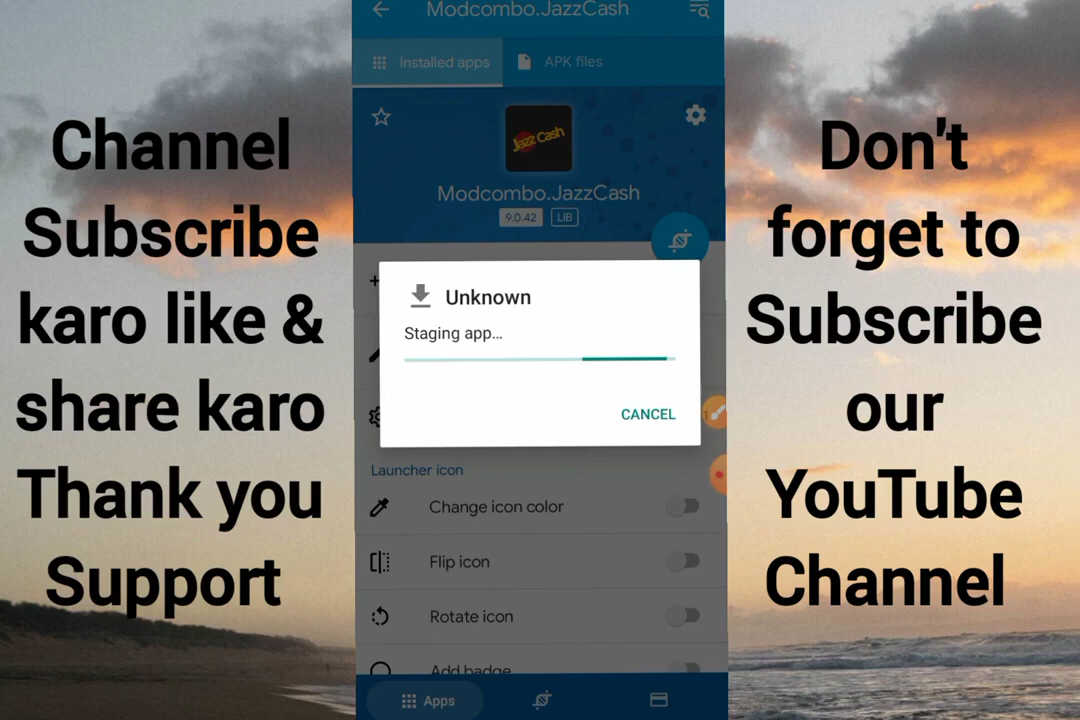 Channel
Subscribe
karo like &
share karo
Thank you
Support
Modcombo.JazzCash
Installed apps
APK files
Jazz Cash
Modcombo.JazzCash
9.0.42
LIB
Unknown
Staging app...
CANCEL
Launcher icon
Change icon color
Flip icon
Rotate icon
Add badge
Apps
Don't
forget to
Subscribe
our
YouTube
Channel